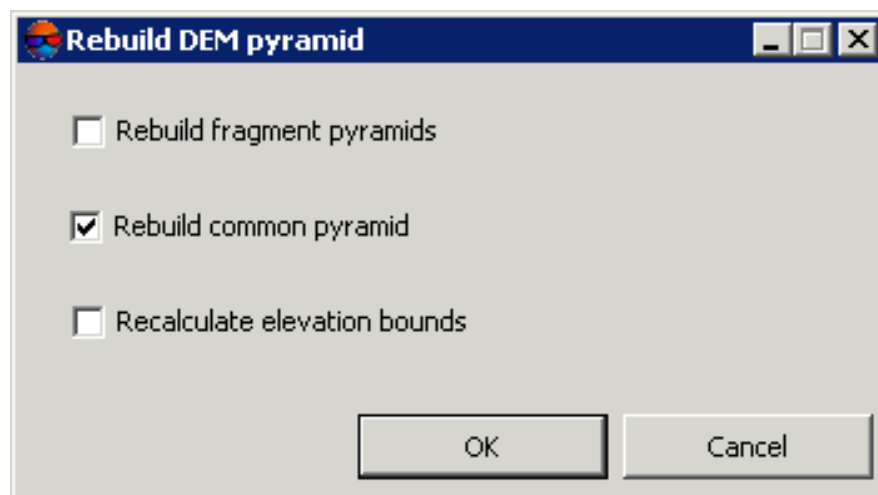 Rebuild DEM pyramid
Rebuild fragment pyramids
Rebuild common pyramid
Recalculate elevation bounds
OK Cancel